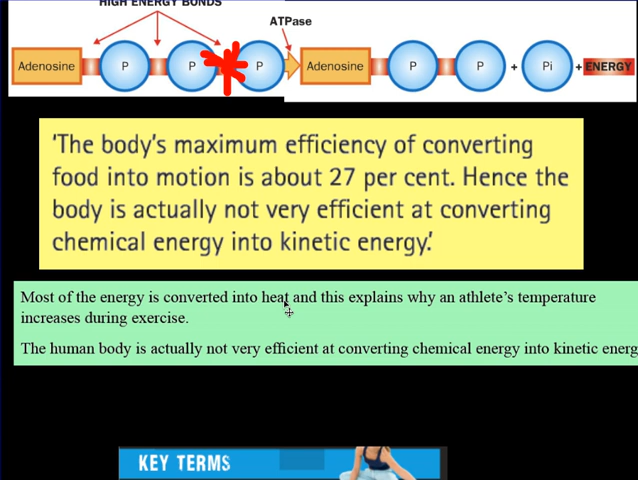 HIGH ENERGY BONDS
ATPase
Adenosine P P P Adenosine P P + Pi + ENERGY
'The body's maximum efficiency of converting
food into motion is about 27 per cent. Hence the
body is actually not very efficient at converting
chemical energy into kinetic energy.'
Most of the energy is converted into heat and this explains why an athlete's temperature
increases during exercise.
The human body is actually not very efficient at converting chemical energy into kinetic energ
KEY TERMS